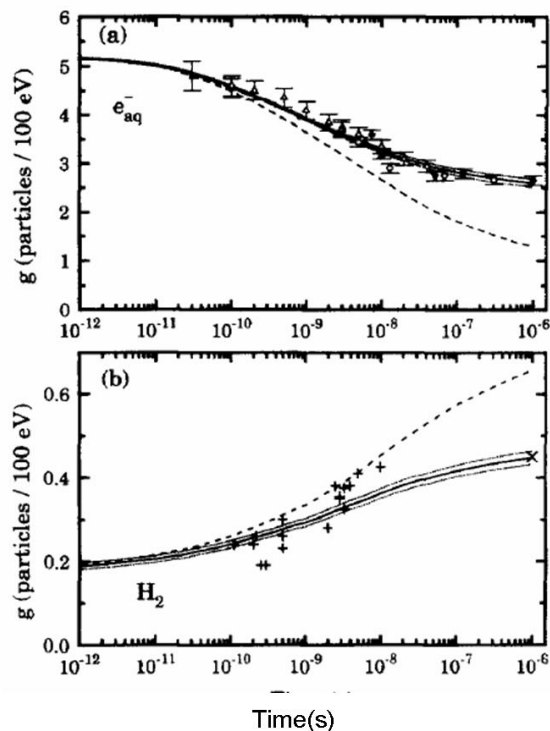 6
(a)
5
4
e⁻aq
3
2
1
0
g (particles / 100 eV)
10⁻¹² 10⁻¹¹ 10⁻¹⁰ 10⁻⁹ 10⁻⁸ 10⁻⁷ 10⁻⁶
0.6
(b)
0.4
0.2
H₂
0.0
g (particles / 100 eV)
10⁻¹² 10⁻¹¹ 10⁻¹⁰ 10⁻⁹ 10⁻⁸ 10⁻⁷ 10⁻⁶
Time(s)